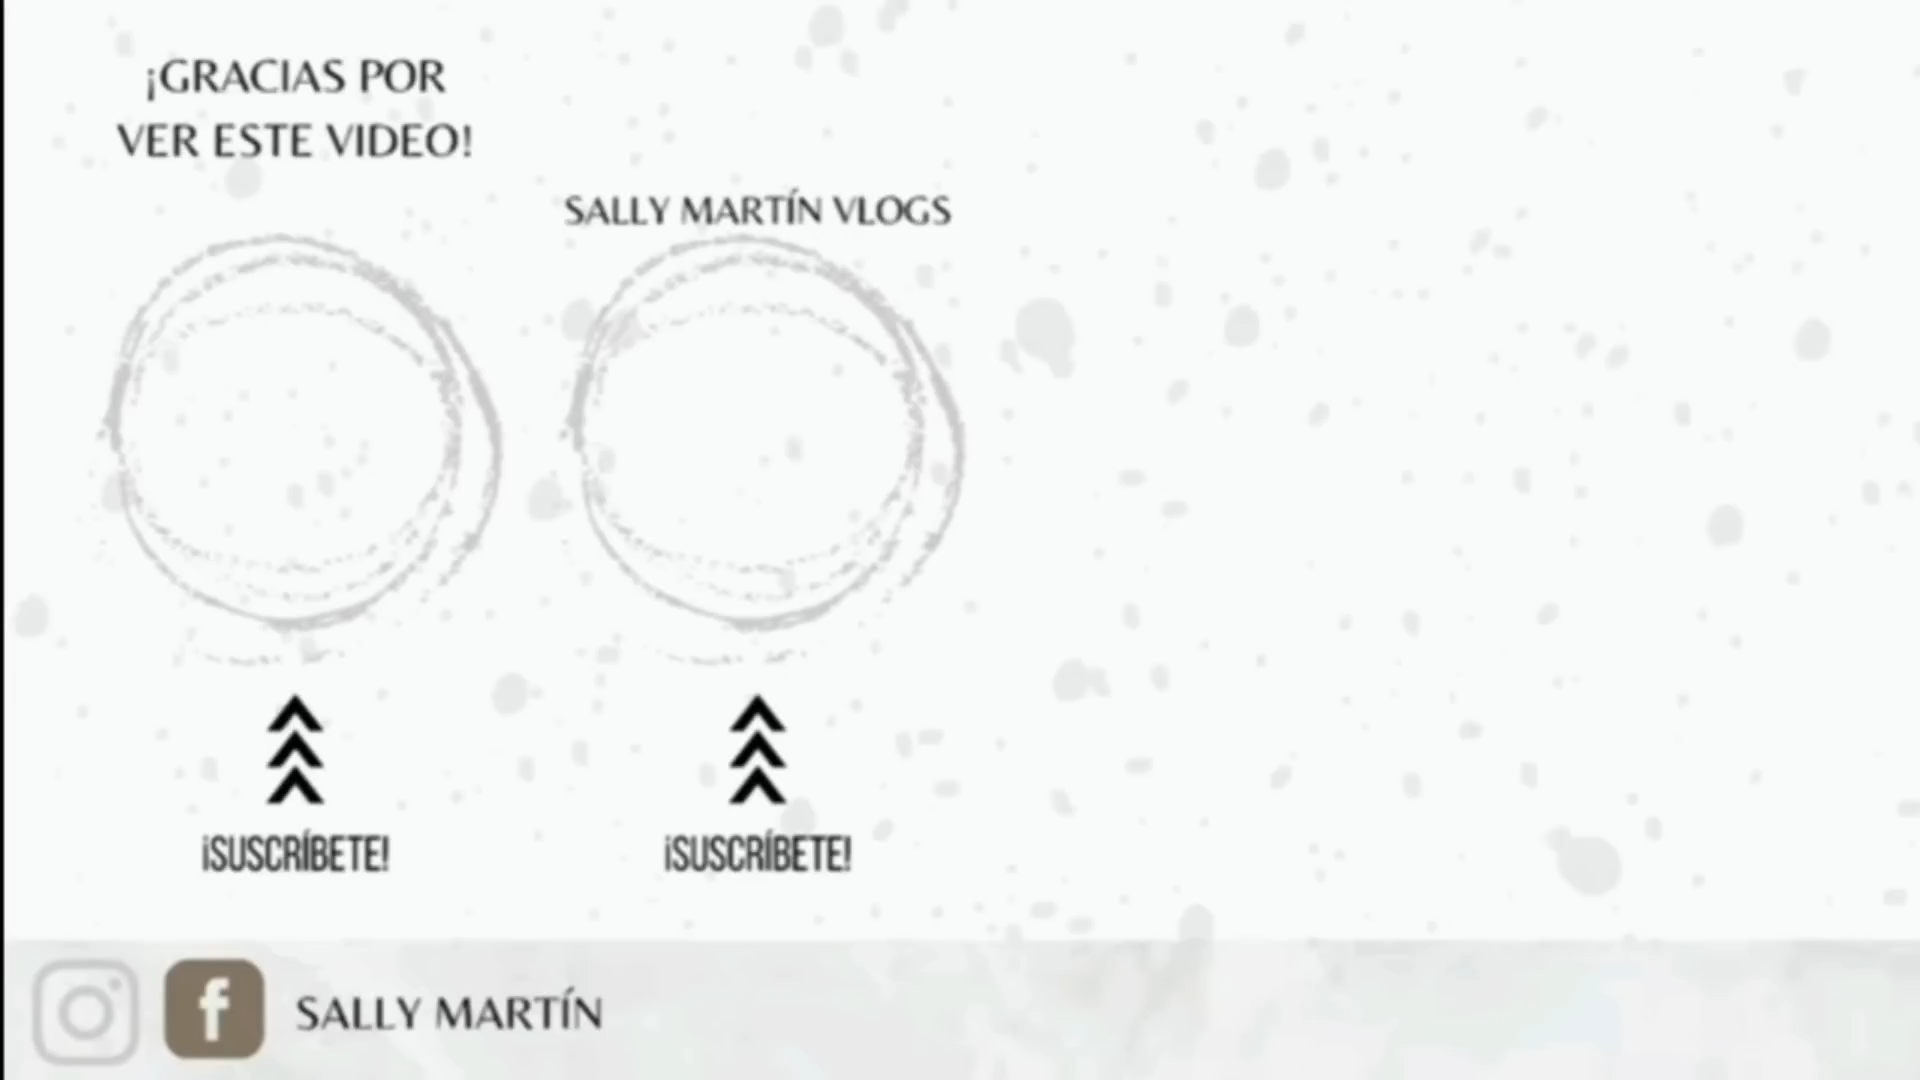 ¡GRACIAS POR
VER ESTE VIDEO!
SALLY MARTÍN VLOGS
¡SUSCRÍBETE!
¡SUSCRÍBETE!
SALLY MARTÍN